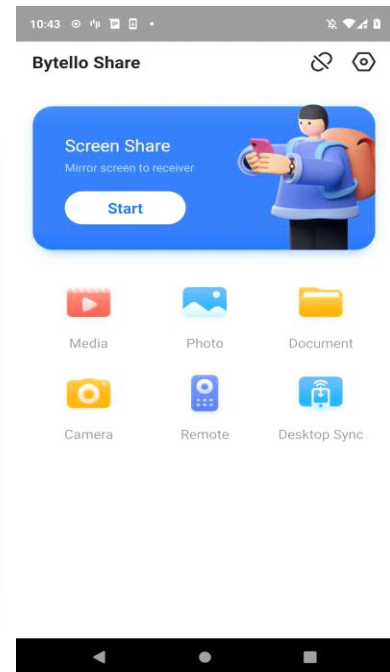 10:43
Bytello Share
Screen Share
Mirror screen to receiver
Start
Media
Photo
Document
Camera
Remote
Desktop Sync